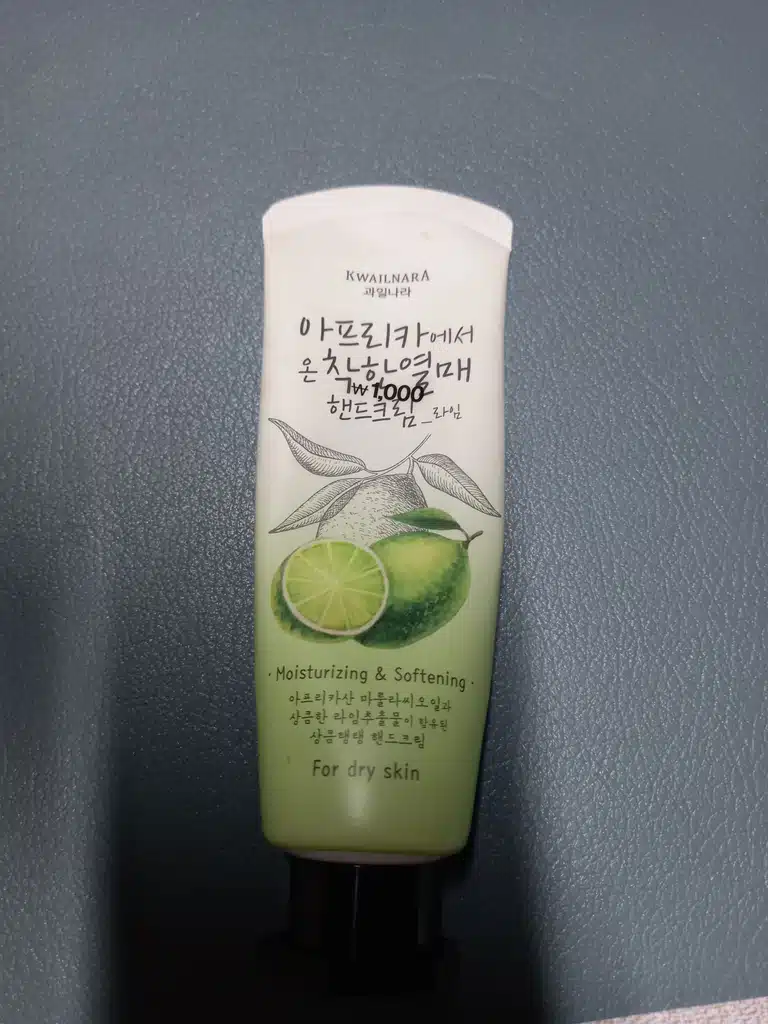 KWAILNARA
과일나라
아프리카에서
온 착한열매
₩1,000
핸드크림_라임
· Moisturizing & Softening ·
아프리카산 마룰라씨오일과
상큼한 라임추출물이 함유된
상큼탱탱 핸드크림
For dry skin